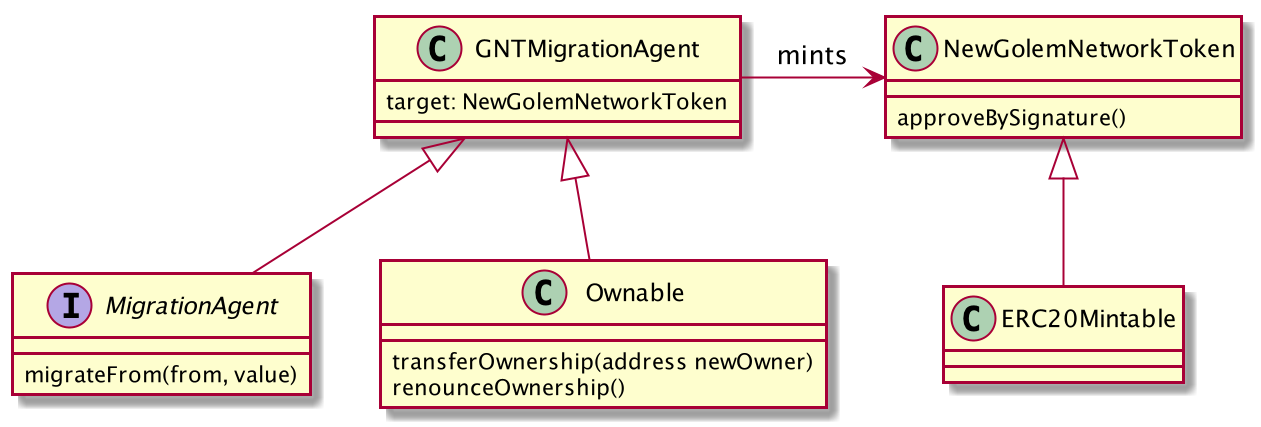 C GNTMigrationAgent
target: NewGolemNetworkToken
mints
C NewGolemNetworkToken
approveBySignature()
I MigrationAgent
migrateFrom(from, value)
C Ownable
transferOwnership(address newOwner)
renounceOwnership()
C ERC20Mintable